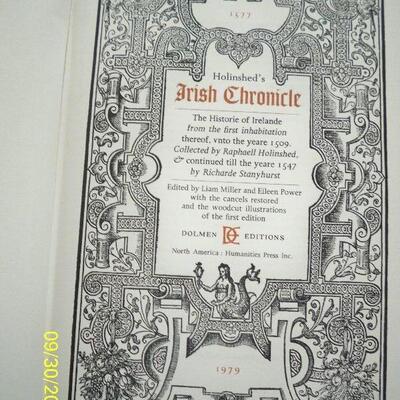 1577
Holinshed's
Irish Chronicle
The Historie of Irelande
from the first inhabitation
thereof, vnto the yeare 1509.
Collected by Raphaell Holinshed,
& continued till the yeare 1547
by Richarde Stanyhurst
Edited by Liam Miller and Eileen Power
with the cancels restored
and the woodcut illustrations
of the first edition
DOLMEN DE EDITIONS
North America: Humanities Press Inc.
1979
09/30/20